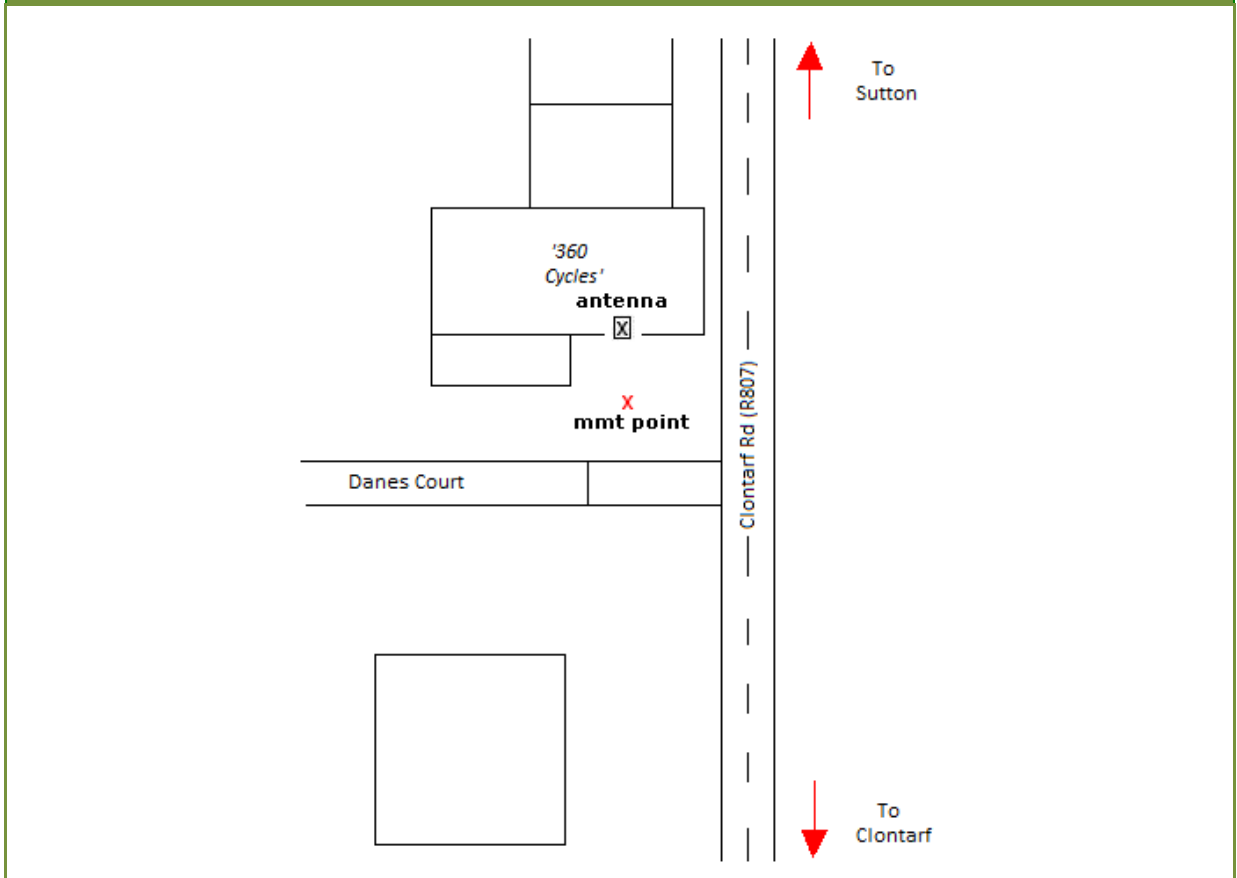 To
Sutton
'360
Cycles'
antenna
X
X
mmt point
Clontarf Rd (R807)
Danes Court
To
Clontarf